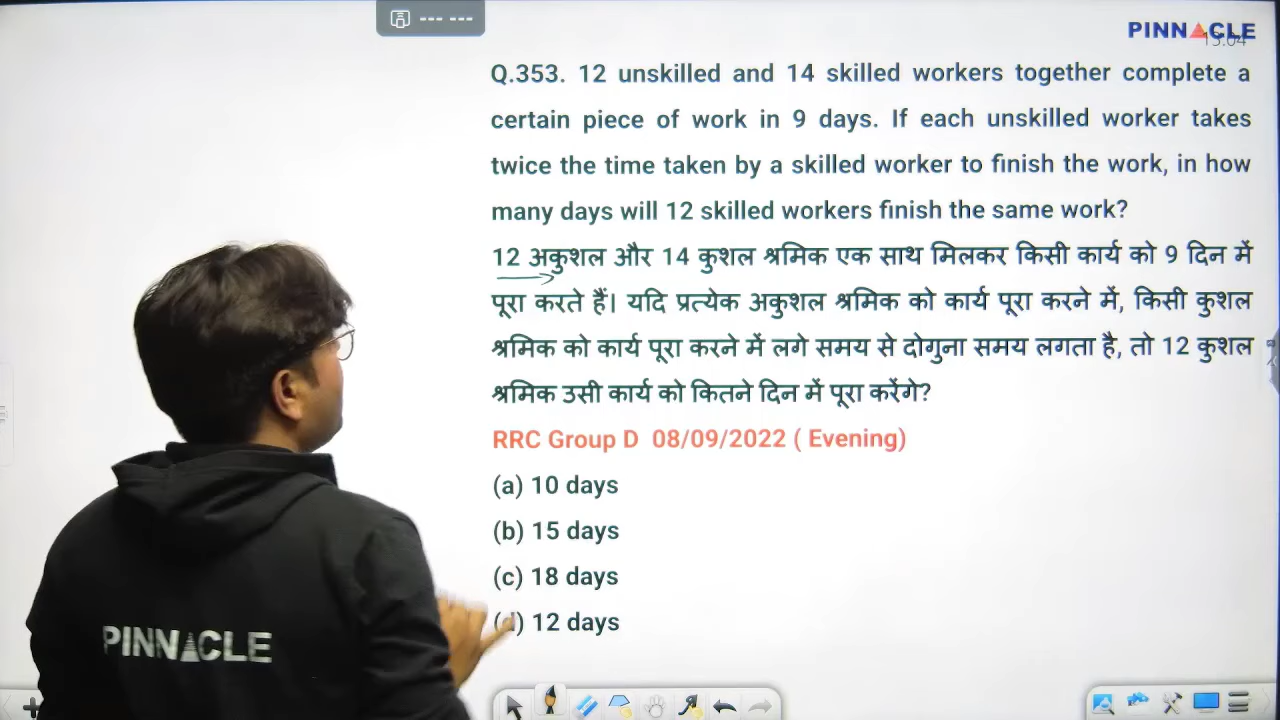 --- ---
PINNACLE
15:04
Q.353. 12 unskilled and 14 skilled workers together complete a
certain piece of work in 9 days. If each unskilled worker takes
twice the time taken by a skilled worker to finish the work, in how
many days will 12 skilled workers finish the same work?
12 अकुशल और 14 कुशल श्रमिक एक साथ मिलकर किसी कार्य को 9 दिन में
पूरा करते हैं। यदि प्रत्येक अकुशल श्रमिक को कार्य पूरा करने में, किसी कुशल
श्रमिक को कार्य पूरा करने में लगे समय से दोगुना समय लगता है, तो 12 कुशल
श्रमिक उसी कार्य को कितने दिन में पूरा करेंगे?
RRC Group D 08/09/2022 ( Evening)
(a) 10 days
(b) 15 days
(c) 18 days
(d) 12 days
PINNACLE